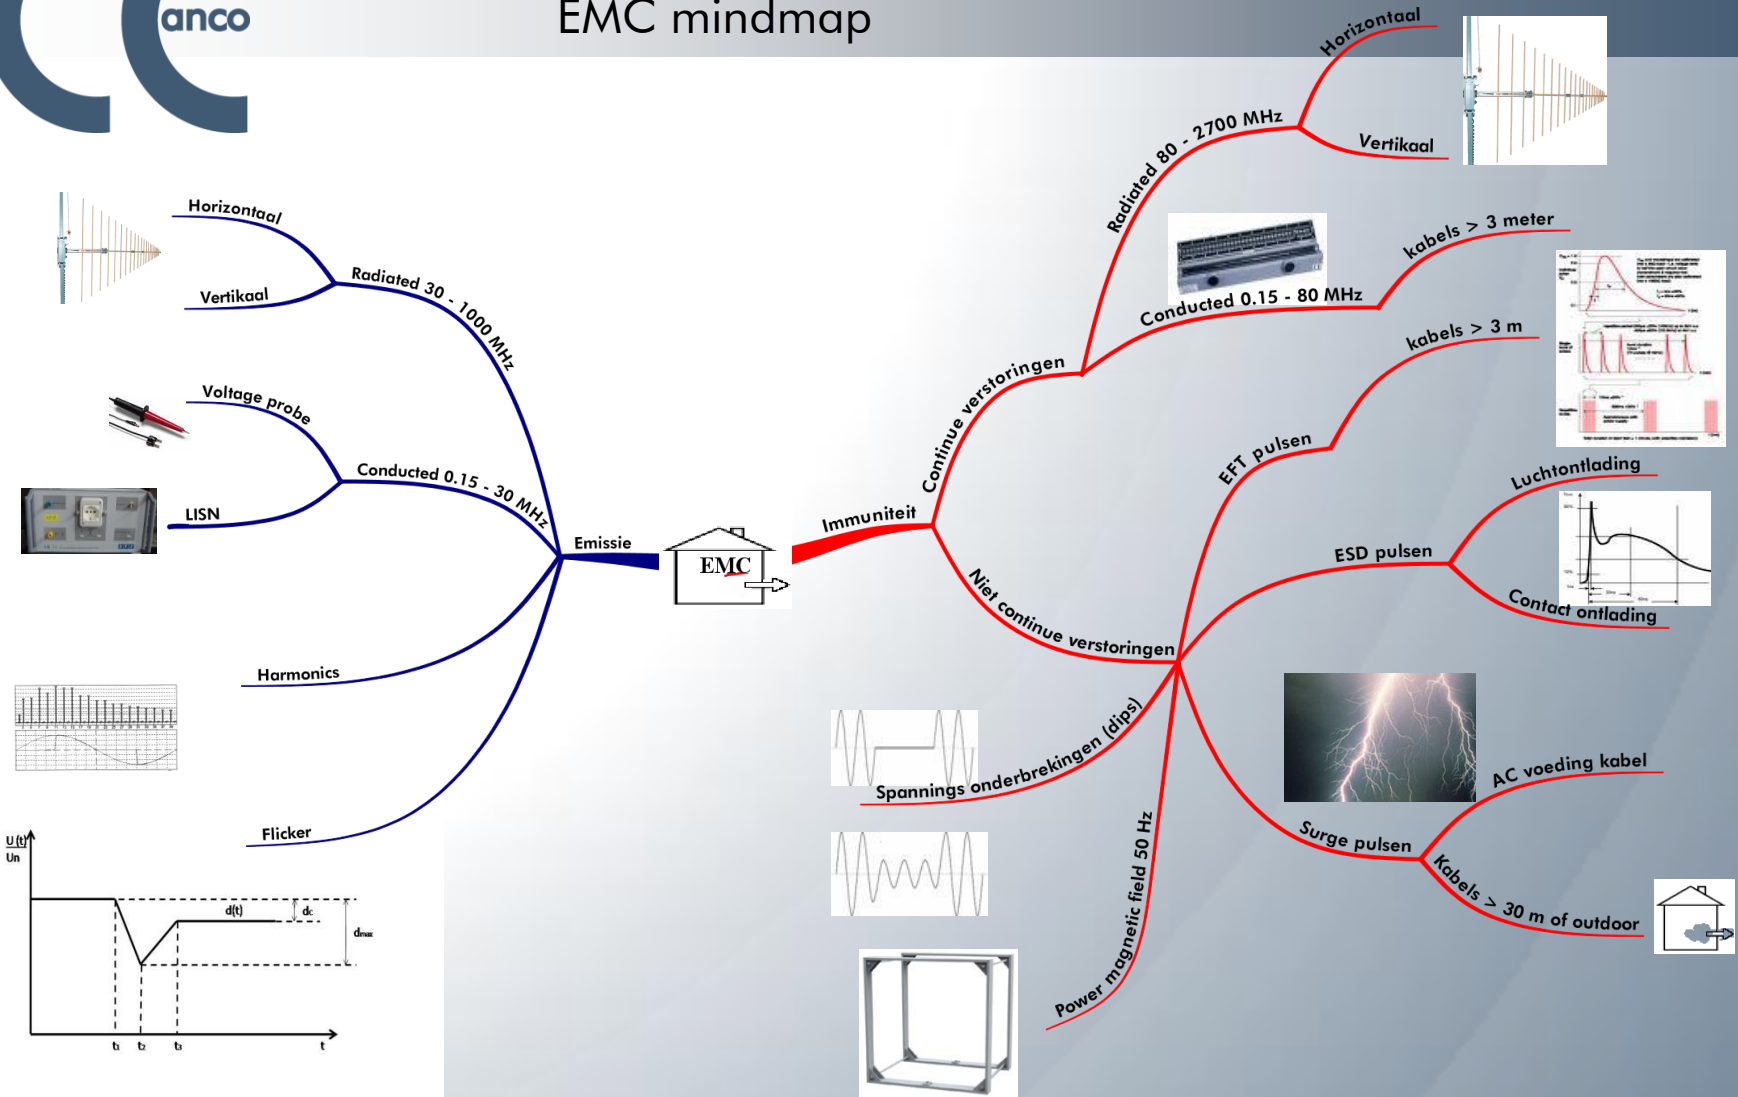 anco
EMC mindmap
Horizontaal
Vertikaal
Radiated 30 - 1000 MHz
Voltage probe
LISN
Conducted 0.15 - 30 MHz
Harmonics
Flicker
Emissie
EMC
Immuniteit
Continue verstoringen
Radiated 80 - 2700 MHz
Horizontaal
Vertikaal
Conducted 0.15 - 80 MHz
kabels > 3 meter
Niet continue verstoringen
EFT pulsen
kabels > 3 m
ESD pulsen
Luchtontlading
Contact ontlading
Surge pulsen
AC voeding kabel
Kabels > 30 m of outdoor
Spannings onderbrekingen (dips)
Power magnetic field 50 Hz
U(t)
Un
d(t)
dc
dmax
t1
t2
t3
t